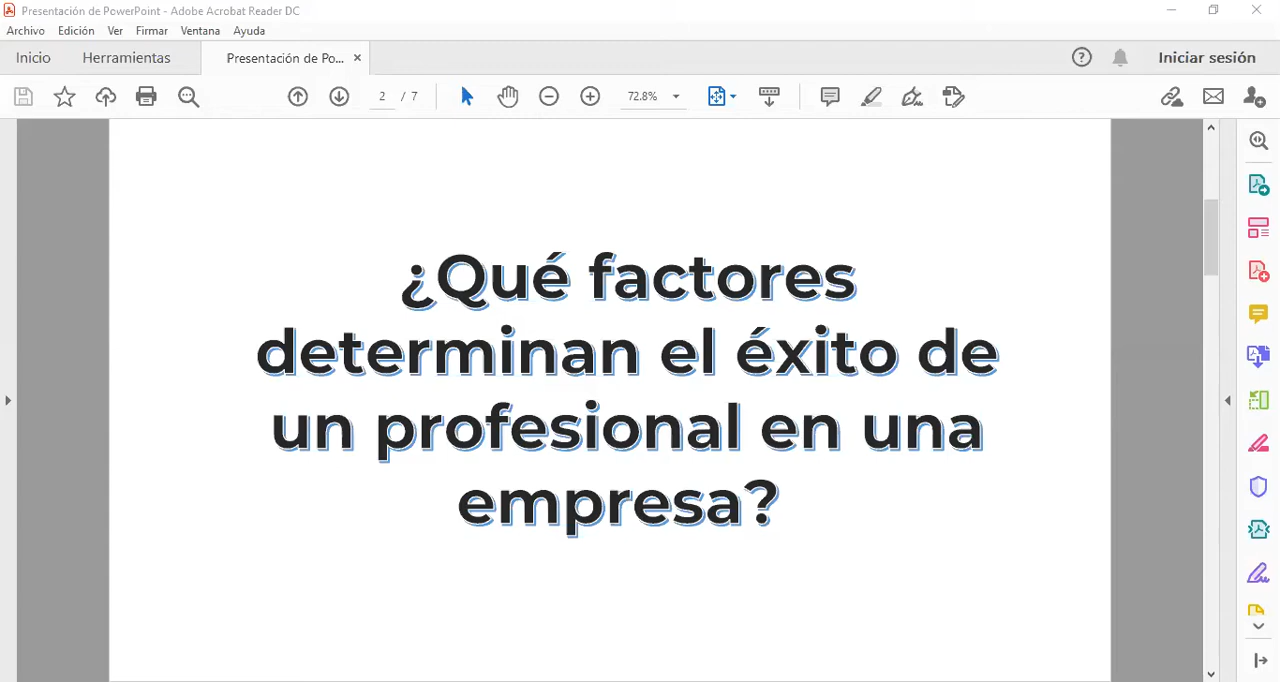 Presentación de PowerPoint - Adobe Acrobat Reader DC
Archivo Edición Ver Firmar Ventana Ayuda
Inicio Herramientas Presentación de Po... × Iniciar sesión
2 / 7 72.8%
¿Qué factores
determinan el éxito de
un profesional en una
empresa?